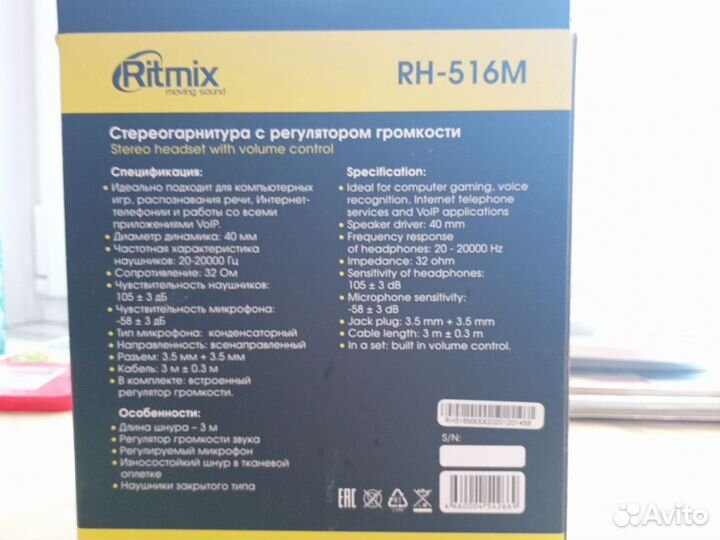 Ritmix
moving sound
RH-516M
Стереогарнитура с регулятором громкости
Stereo headset with volume control
Спецификация:
• Идеально подходит для компьютерных
игр, распознавания речи, Интернет-
телефонии и работы со всеми
приложениями VoIP.
• Диаметр динамика: 40 мм
• Частотная характеристика
наушников: 20-20000 Гц
• Сопротивление: 32 Ом
• Чувствительность наушников:
105 ± 3 дБ
• Чувствительность микрофона:
-58 ± 3 дБ
• Тип микрофона: конденсаторный
• Направленность: всенаправленный
• Разъем: 3.5 мм + 3.5 мм
• Кабель: 3 м ± 0.3 м
• В комплекте: встроенный
регулятор громкости.
Особенности:
• Длина шнура – 3 м
• Регулятор громкости звука
• Регулируемый микрофон
• Износостойкий шнур в тканевой
оплетке
• Наушники закрытого типа
Specification:
• Ideal for computer gaming, voice
recognition, Internet telephone
services and VoIP applications
• Speaker driver: 40 mm
• Frequency response
of headphones: 20 - 20000 Hz
• Impedance: 32 ohm
• Sensitivity of headphones:
105 ± 3 dB
• Microphone sensitivity:
-58 ± 3 dB
• Jack plug: 3.5 mm + 3.5 mm
• Cable length: 3 m ± 0.3 m
• In a set: built in volume control.
RH516MXXX20201201456
S/N:
EAC
4660004542689
Avito